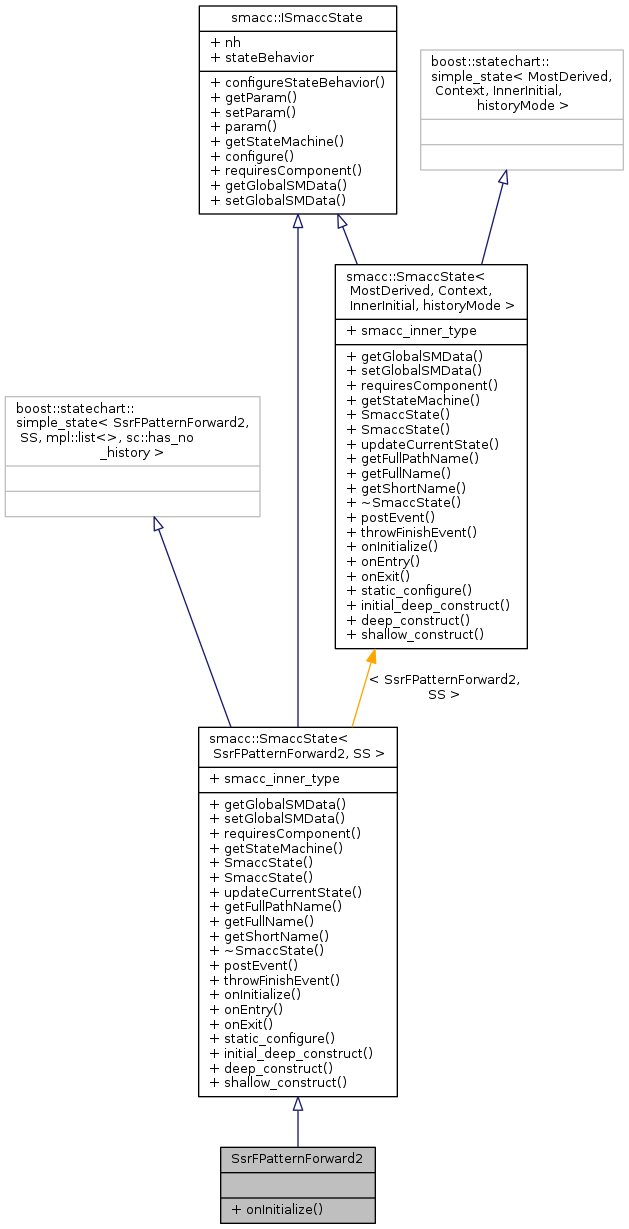 smacc::ISmaccState
+ nh
+ stateBehavior
+ configureStateBehavior()
+ getParam()
+ setParam()
+ param()
+ getStateMachine()
+ configure()
+ requiresComponent()
+ getGlobalSMData()
+ setGlobalSMData()
boost::statechart::
simple_state< MostDerived,
Context, InnerInitial,
historyMode >
smacc::SmaccState<
MostDerived, Context,
InnerInitial, historyMode >
+ smacc_inner_type
+ getGlobalSMData()
+ setGlobalSMData()
+ requiresComponent()
+ getStateMachine()
+ SmaccState()
+ SmaccState()
+ updateCurrentState()
+ getFullPathName()
+ getFullName()
+ getShortName()
+ ~SmaccState()
+ postEvent()
+ throwFinishEvent()
+ onInitialize()
+ onEntry()
+ onExit()
+ static_configure()
+ initial_deep_construct()
+ deep_construct()
+ shallow_construct()
boost::statechart::
simple_state< SsrFPatternForward2,
SS, mpl::list<>, sc::has_no
_history >
< SsrFPatternForward2,
SS >
smacc::SmaccState<
SsrFPatternForward2, SS >
+ smacc_inner_type
+ getGlobalSMData()
+ setGlobalSMData()
+ requiresComponent()
+ getStateMachine()
+ SmaccState()
+ SmaccState()
+ updateCurrentState()
+ getFullPathName()
+ getFullName()
+ getShortName()
+ ~SmaccState()
+ postEvent()
+ throwFinishEvent()
+ onInitialize()
+ onEntry()
+ onExit()
+ static_configure()
+ initial_deep_construct()
+ deep_construct()
+ shallow_construct()
SsrFPatternForward2
+ onInitialize()